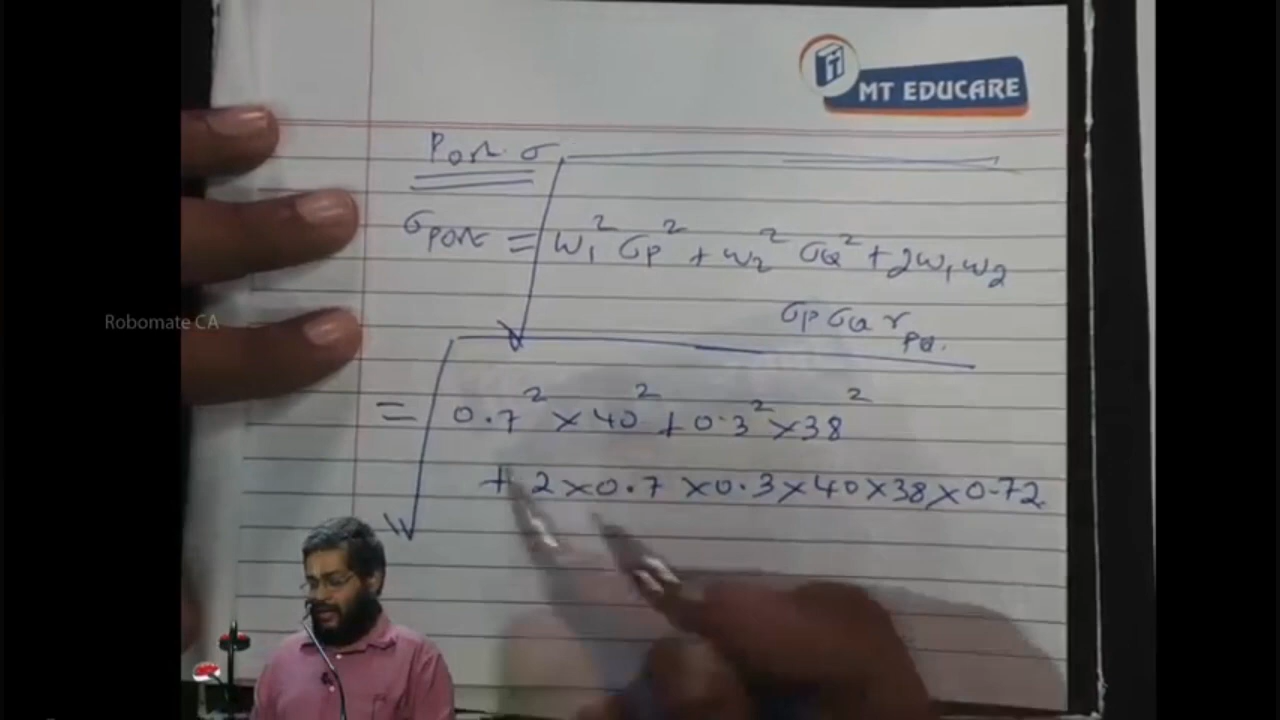 MT EDUCARE
Port σ
σport = √ w₁² σP² + w₂² σQ² + 2w₁w₂
σP σQ r PQ.
Robomate CA
= √ 0.7² × 40² + 0.3² × 38²
+ 2 × 0.7 × 0.3 × 40 × 38 × 0.72